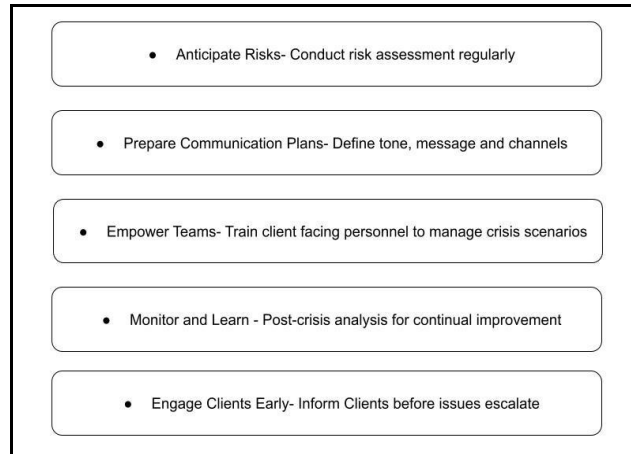 ● Anticipate Risks- Conduct risk assessment regularly
● Prepare Communication Plans- Define tone, message and channels
● Empower Teams- Train client facing personnel to manage crisis scenarios
● Monitor and Learn - Post-crisis analysis for continual improvement
● Engage Clients Early- Inform Clients before issues escalate